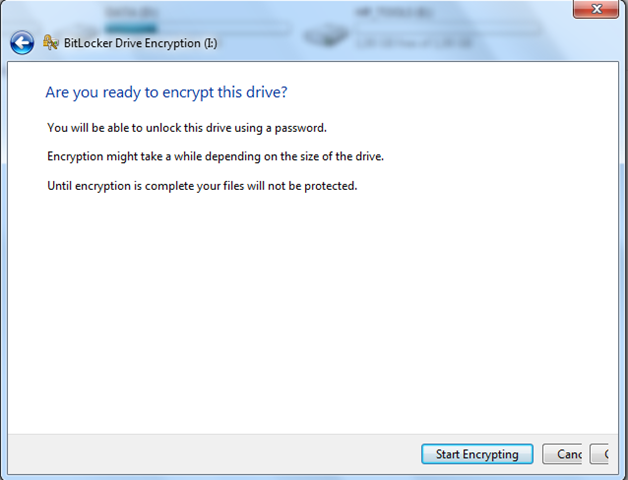 BitLocker Drive Encryption (I:)
Are you ready to encrypt this drive?
You will be able to unlock this drive using a password.
Encryption might take a while depending on the size of the drive.
Until encryption is complete your files will not be protected.
Start Encrypting
Canc